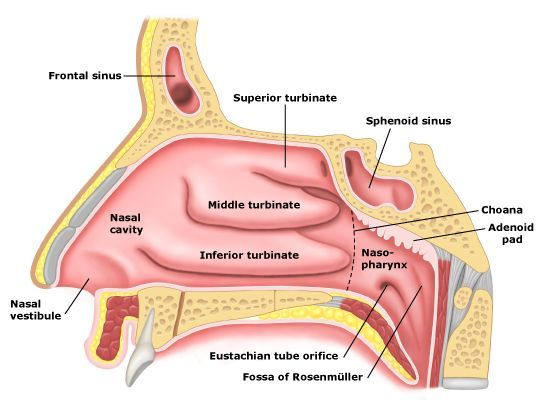 Frontal sinus
Superior turbinate
Sphenoid sinus
Middle turbinate
Choana
Nasal
cavity
Adenoid
pad
Inferior turbinate
Naso-
pharynx
Nasal
vestibule
Eustachian tube orifice
Fossa of Rosenmüller